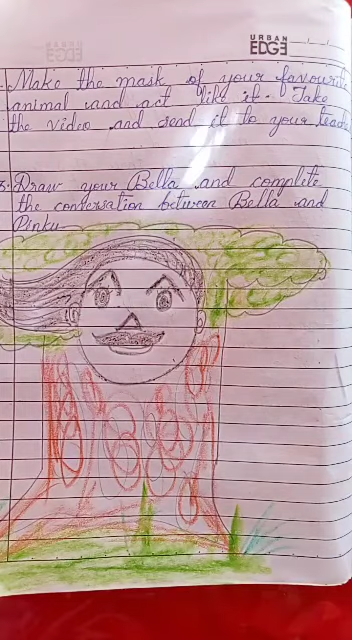 URBAN
EDGE
Make the mask of your favourite
animal and act like it. Take
the video and send it to your
3. Draw your Bella and complete
the conversation between Bella and
Pinku